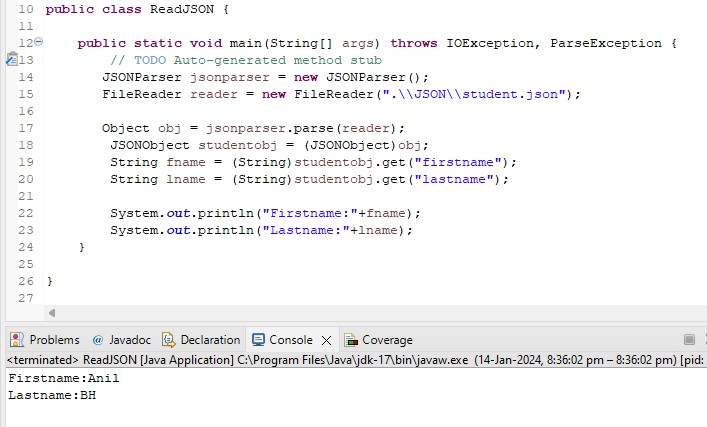 10 public class ReadJSON {
11
12 public static void main(String[] args) throws IOException, ParseException {
13 // TODO Auto-generated method stub
14 JSONParser jsonparser = new JSONParser();
15 FileReader reader = new FileReader(".\\JSON\\student.json");
16
17 Object obj = jsonparser.parse(reader);
18 JSONObject studentobj = (JSONObject)obj;
19 String fname = (String)studentobj.get("firstname");
20 String lname = (String)studentobj.get("lastname");
21
22 System.out.println("Firstname:"+fname);
23 System.out.println("Lastname:"+lname);
24 }
25
26 }
27
Problems @ Javadoc Declaration Console Coverage
<terminated> ReadJSON [Java Application] C:\Program Files\Java\jdk-17\bin\javaw.exe (14-Jan-2024, 8:36:02 pm – 8:36:02 pm) [pid:
Firstname:Anil
Lastname:BH